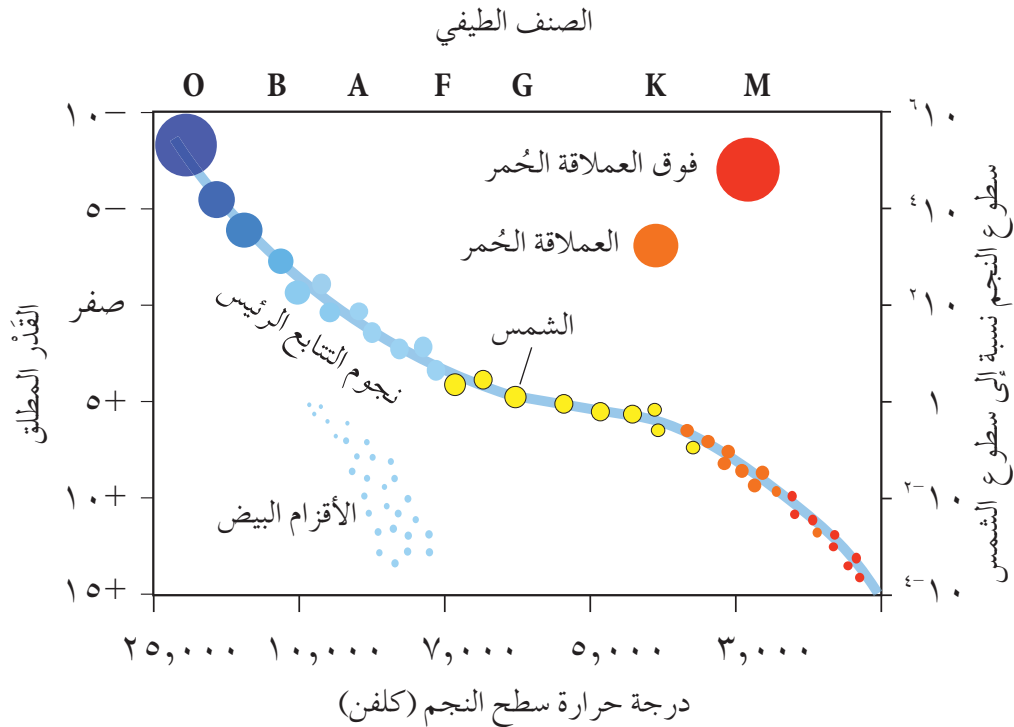 الصنف الطيفي
O B A F G K M
القَدْر المطلق
١٠−
٥−
صفر
٥+
١٠+
١٥+
سطوع النجم نسبة إلى سطوع الشمس
١٠⁶
١٠⁴
١٠²
١
١٠⁻²
١٠⁻⁴
فوق العملاقة الحُمر
العملاقة الحُمر
الشمس
نجوم التتابع الرئيس
الأقزام البيض
٢٥,٠٠٠ ١٠,٠٠٠ ٧,٠٠٠ ٥,٠٠٠ ٣,٠٠٠
درجة حرارة سطح النجم (كلفن)